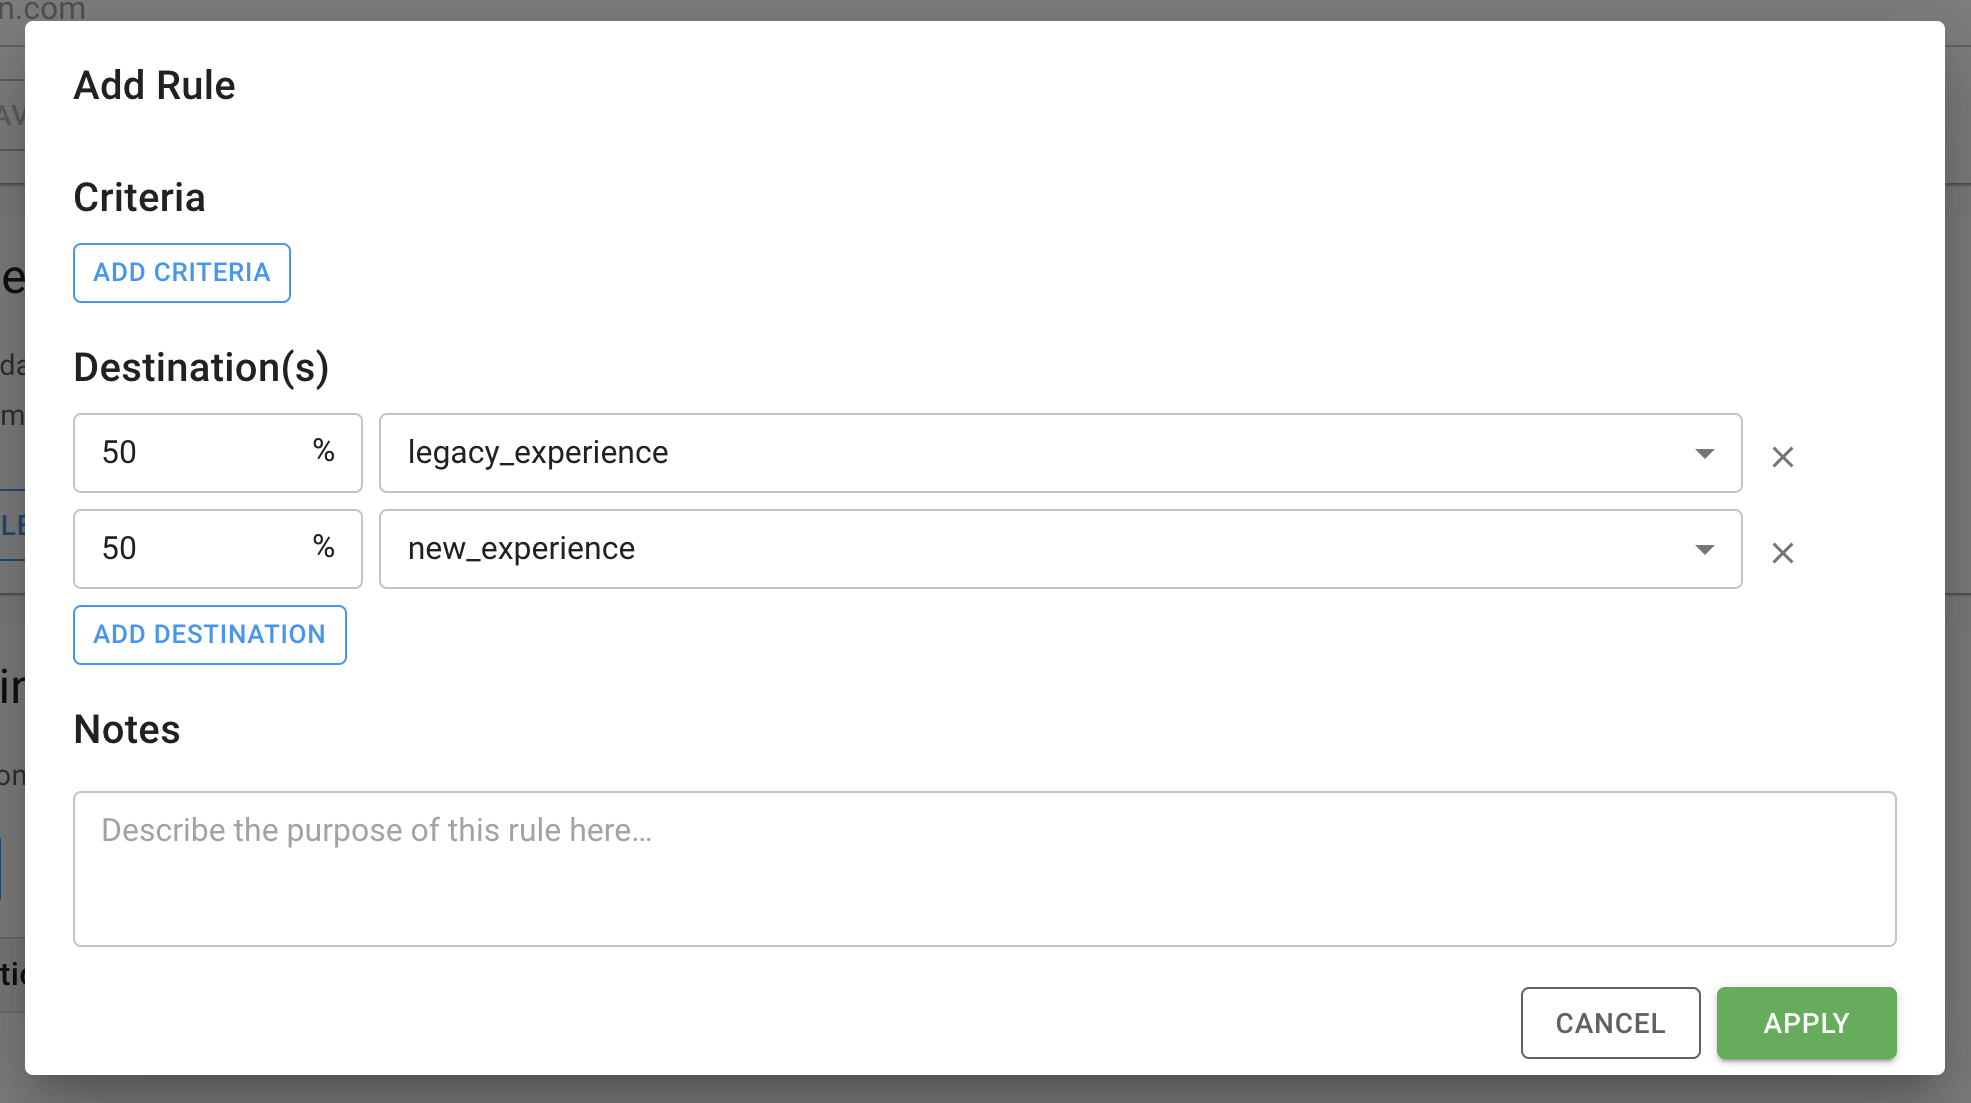 n.com
Add Rule
Criteria
ADD CRITERIA
Destination(s)
50 % legacy_experience
50 % new_experience
ADD DESTINATION
Notes
Describe the purpose of this rule here...
CANCEL APPLY